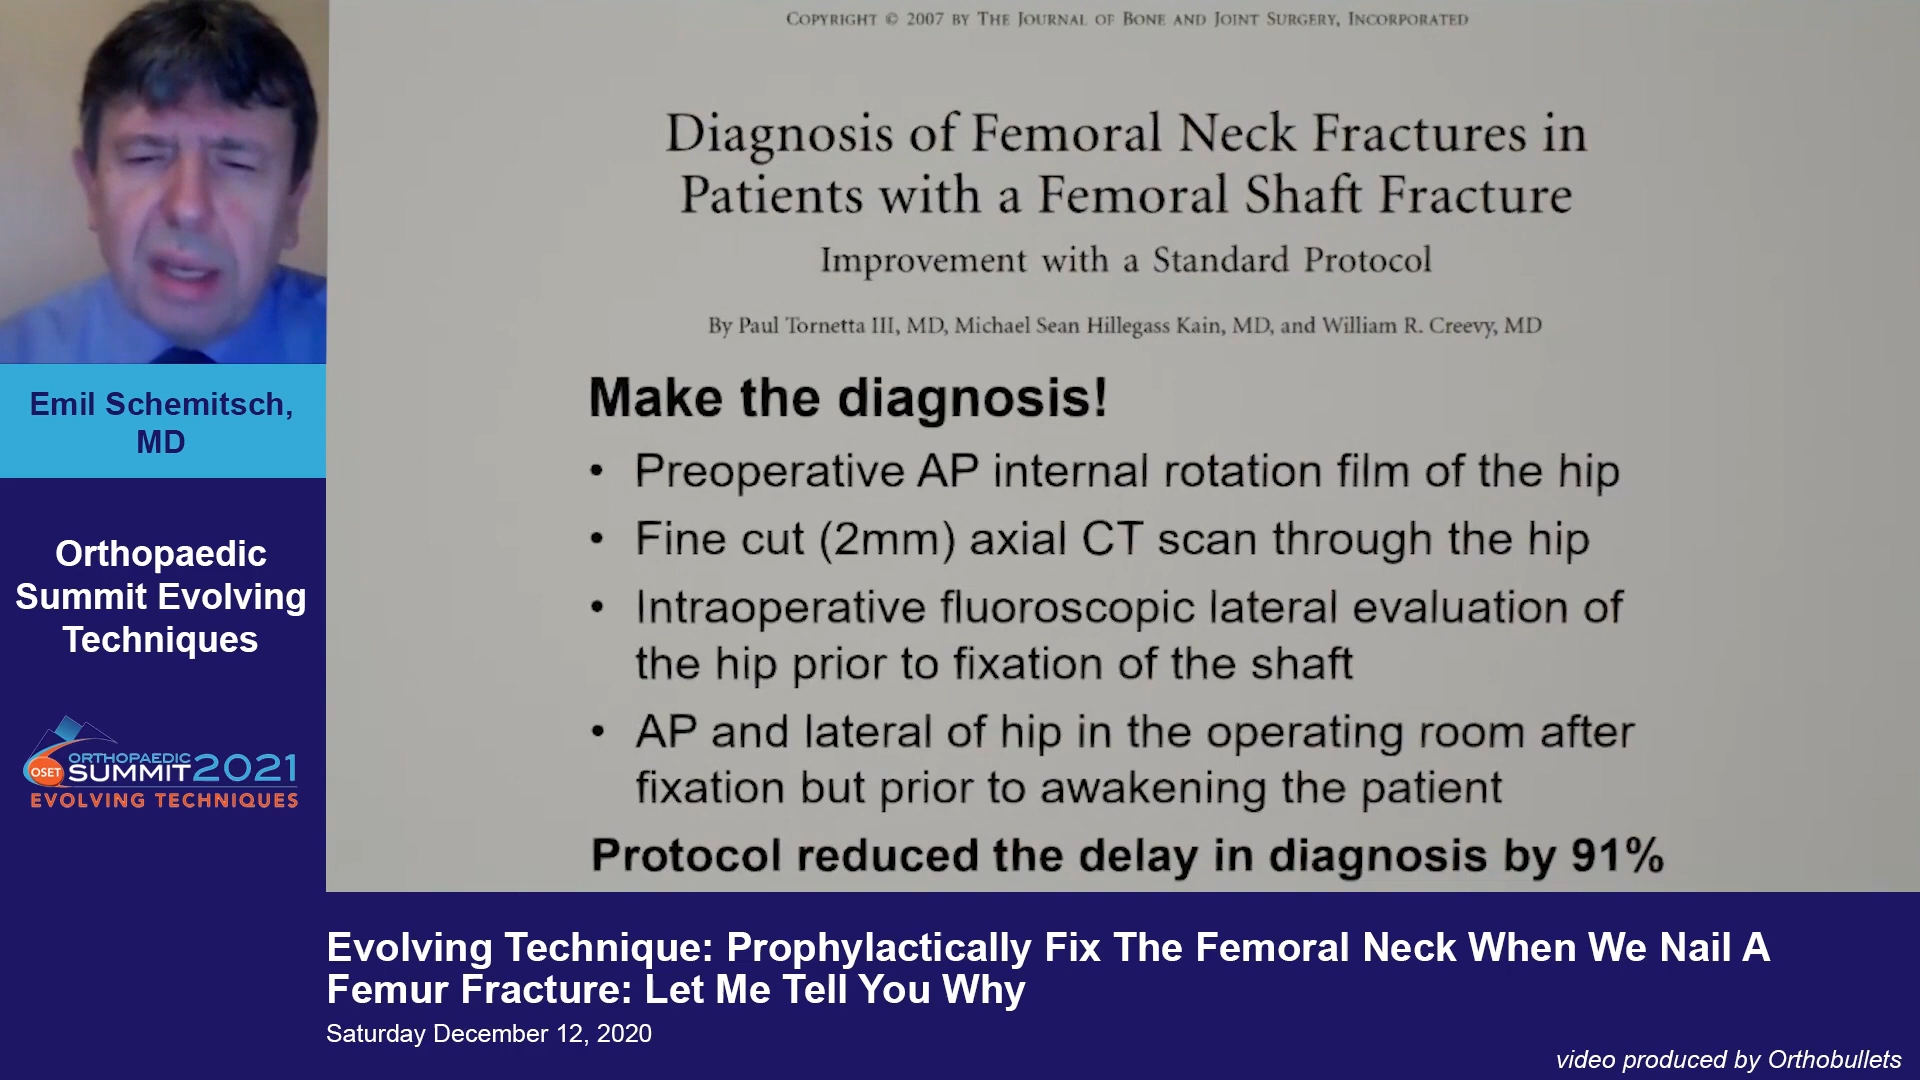 COPYRIGHT © 2007 BY THE JOURNAL OF BONE AND JOINT SURGERY, INCORPORATED
Diagnosis of Femoral Neck Fractures in
Patients with a Femoral Shaft Fracture
Improvement with a Standard Protocol
By Paul Tornetta III, MD, Michael Sean Hillegass Kain, MD, and William R. Creevy, MD
Make the diagnosis!
• Preoperative AP internal rotation film of the hip
• Fine cut (2mm) axial CT scan through the hip
• Intraoperative fluoroscopic lateral evaluation of
the hip prior to fixation of the shaft
• AP and lateral of hip in the operating room after
fixation but prior to awakening the patient
Protocol reduced the delay in diagnosis by 91%
Emil Schemitsch,
MD
Orthopaedic
Summit Evolving
Techniques
OSET
ORTHOPAEDIC
SUMMIT 2021
EVOLVING TECHNIQUES
Evolving Technique: Prophylactically Fix The Femoral Neck When We Nail A
Femur Fracture: Let Me Tell You Why
Saturday December 12, 2020
video produced by Orthobullets